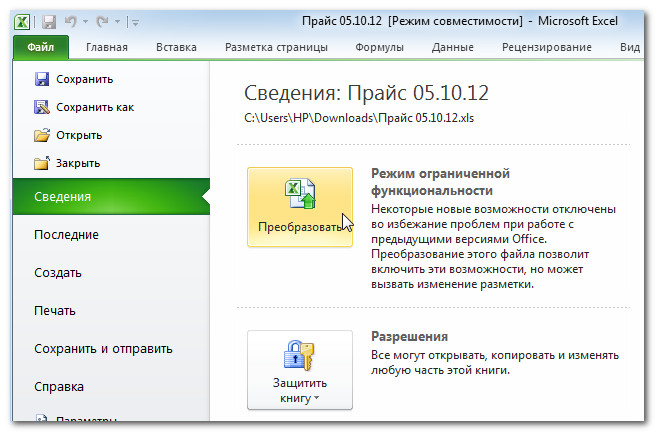 Прайс 05.10.12 [Режим совместимости] - Microsoft Excel
Файл Главная Вставка Разметка страницы Формулы Данные Рецензирование Вид
Сохранить
Сохранить как
Открыть
Закрыть
Сведения
Последние
Создать
Печать
Сохранить и отправить
Справка
Параметры
Сведения: Прайс 05.10.12
C:\Users\HP\Downloads\Прайс 05.10.12.xls
Преобразовать
Режим ограниченной
функциональности
Некоторые новые возможности отключены
во избежание проблем при работе с
предыдущими версиями Office.
Преобразование этого файла позволит
включить эти возможности, но может
вызвать изменение разметки.
Защитить
книгу
Разрешения
Все могут открывать, копировать и изменять
любую часть этой книги.